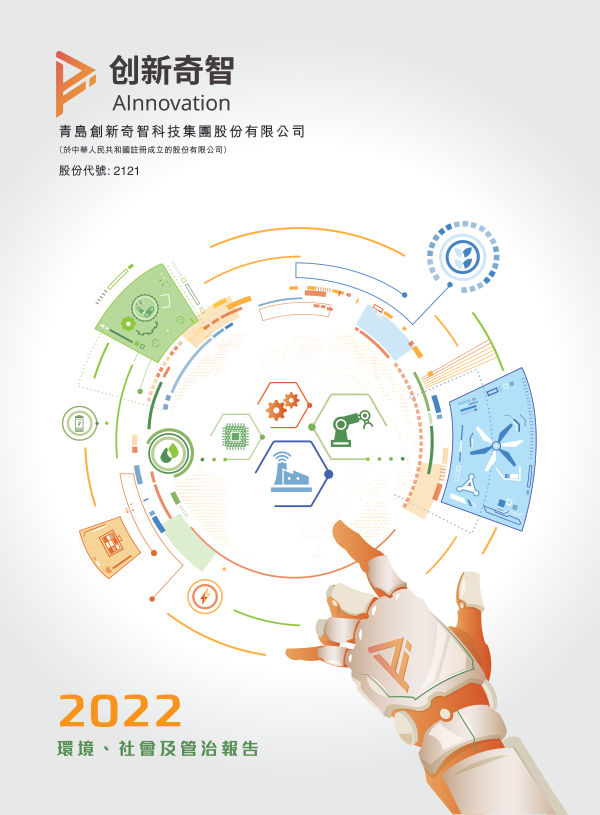 创新奇智
AInnovation
青島創新奇智科技集團股份有限公司
(於中華人民共和國註冊成立的股份有限公司)
股份代號: 2121
2022
環境、社會及管治報告